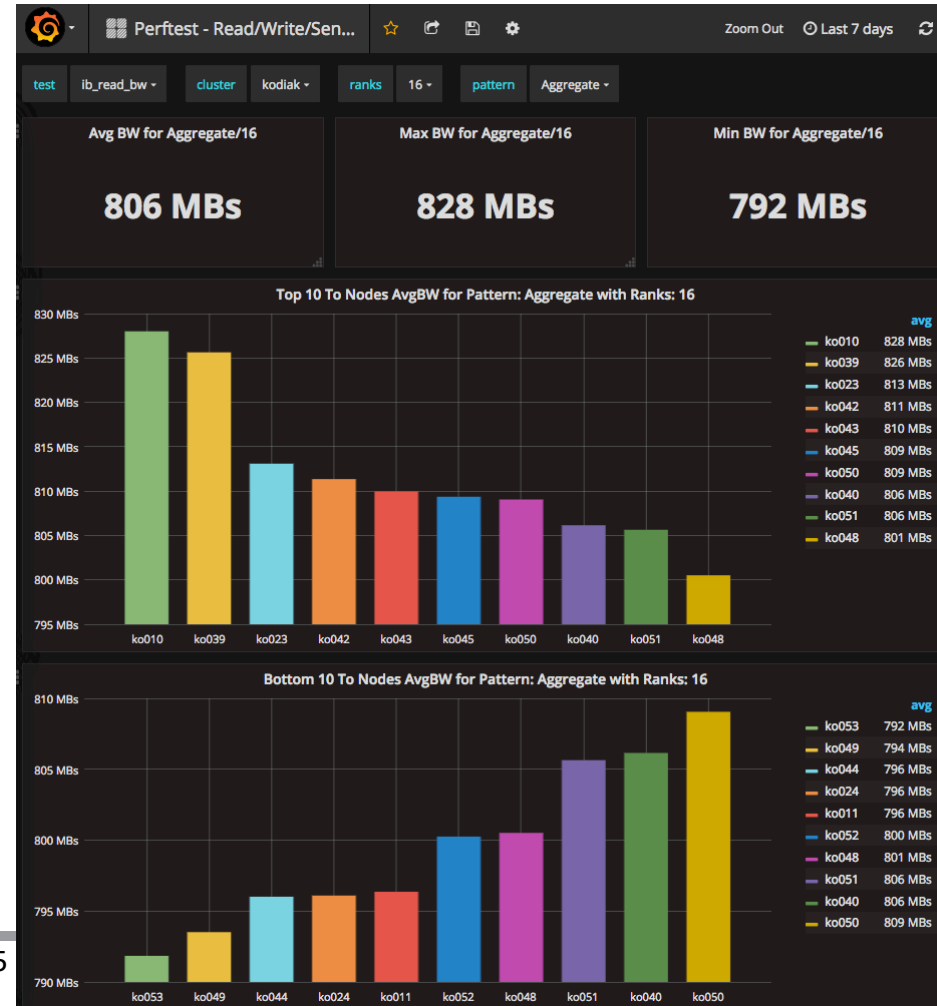 Perftest - Read/Write/Sen... Zoom Out Last 7 days
test ib_read_bw cluster kodiak ranks 16 pattern Aggregate
Avg BW for Aggregate/16 Max BW for Aggregate/16 Min BW for Aggregate/16
806 MBs 828 MBs 792 MBs
Top 10 To Nodes AvgBW for Pattern: Aggregate with Ranks: 16
830 MBs
825 MBs
820 MBs
815 MBs
810 MBs
805 MBs
800 MBs
795 MBs
ko010 ko039 ko023 ko042 ko043 ko045 ko050 ko040 ko051 ko048
avg
ko010 828 MBs
ko039 826 MBs
ko023 813 MBs
ko042 811 MBs
ko043 810 MBs
ko045 809 MBs
ko050 809 MBs
ko040 806 MBs
ko051 806 MBs
ko048 801 MBs
Bottom 10 To Nodes AvgBW for Pattern: Aggregate with Ranks: 16
810 MBs
805 MBs
800 MBs
795 MBs
790 MBs
ko053 ko049 ko044 ko024 ko011 ko052 ko048 ko051 ko040 ko050
avg
ko053 792 MBs
ko049 794 MBs
ko044 796 MBs
ko024 796 MBs
ko011 796 MBs
ko052 800 MBs
ko048 801 MBs
ko051 806 MBs
ko040 806 MBs
ko050 809 MBs